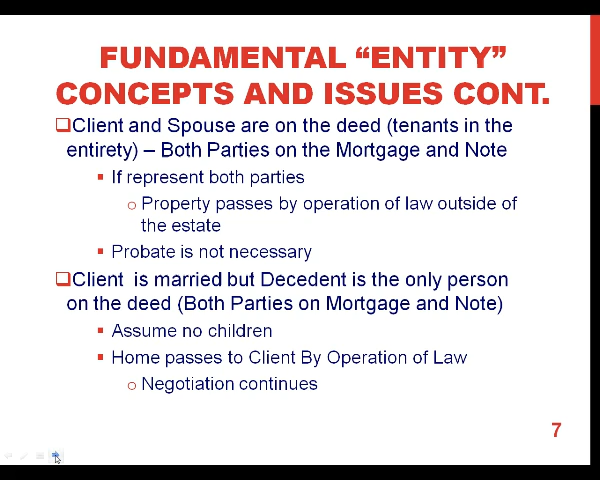 FUNDAMENTAL “ENTITY”
CONCEPTS AND ISSUES CONT.
Client and Spouse are on the deed (tenants in the
entirety) – Both Parties on the Mortgage and Note
If represent both parties
Property passes by operation of law outside of
the estate
Probate is not necessary
Client is married but Decedent is the only person
on the deed (Both Parties on Mortgage and Note)
Assume no children
Home passes to Client By Operation of Law
Negotiation continues
7